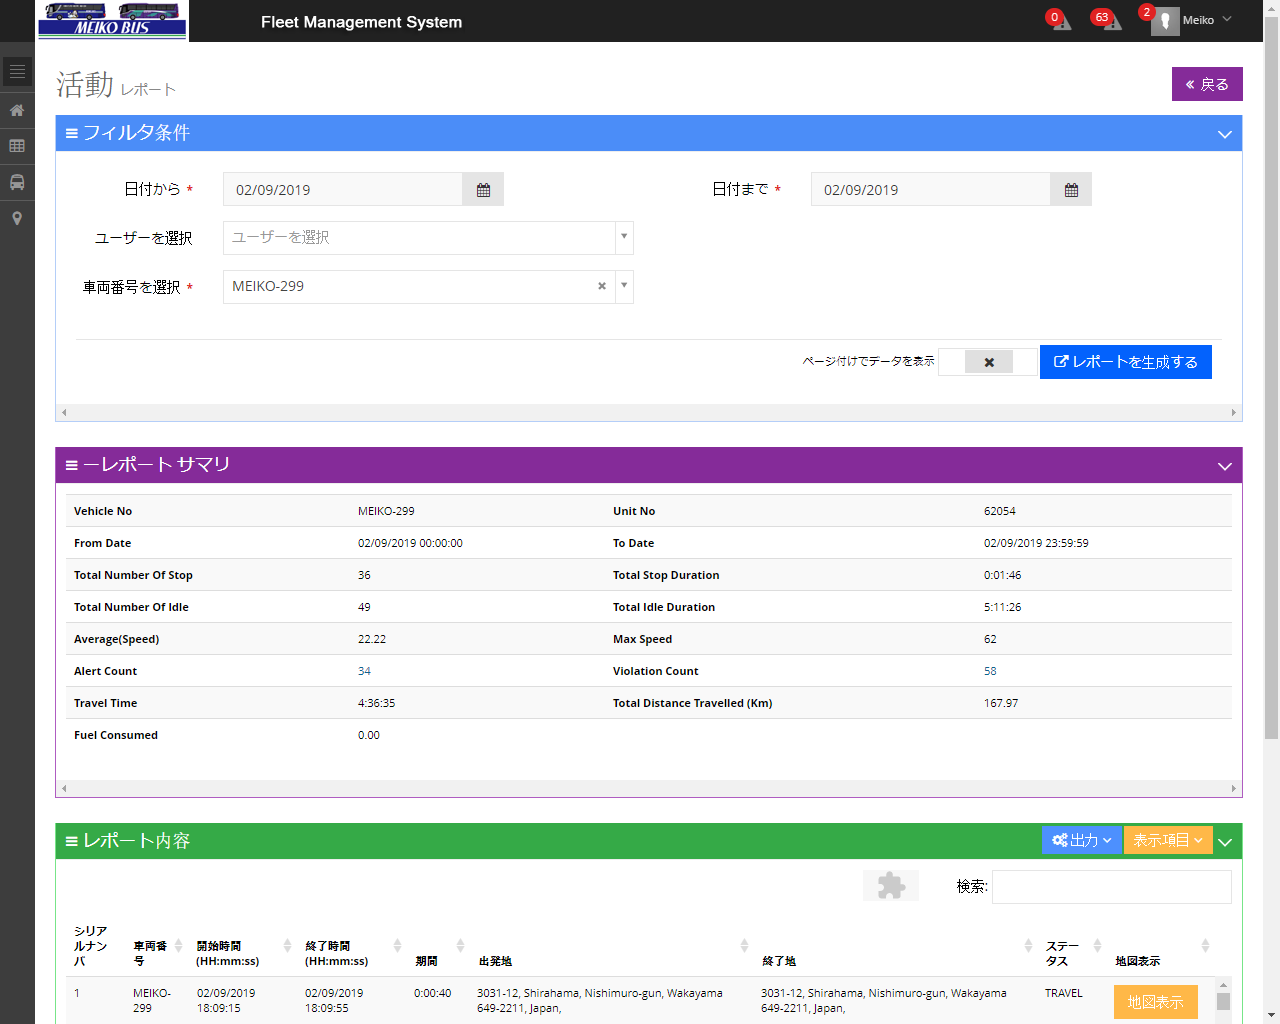 MEIKO BUS
Fleet Management System
0
63
2
Meiko
活動 レポート
« 戻る
フィルタ条件
日付から *
02/09/2019
日付まで *
02/09/2019
ユーザーを選択
ユーザーを選択
車両番号を選択 *
MEIKO-299
ページ付けでデータを表示
レポートを生成する
ーレポート サマリ
Vehicle No MEIKO-299 Unit No 62054
From Date 02/09/2019 00:00:00 To Date 02/09/2019 23:59:59
Total Number Of Stop 36 Total Stop Duration 0:01:46
Total Number Of Idle 49 Total Idle Duration 5:11:26
Average(Speed) 22.22 Max Speed 62
Alert Count 34 Violation Count 58
Travel Time 4:36:35 Total Distance Travelled (Km) 167.97
Fuel Consumed 0.00
レポート内容
出力
表示項目
検索:
シリア
ルナン
バ
車両番
号
開始時間
(HH:mm:ss)
終了時間
(HH:mm:ss)
期間
出発地
終了地
ステー
タス
地図表示
1
MEIKO-
299
02/09/2019
18:09:15
02/09/2019
18:09:55
0:00:40
3031-12, Shirahama, Nishimuro-gun, Wakayama
649-2211, Japan,
3031-12, Shirahama, Nishimuro-gun, Wakayama
649-2211, Japan,
TRAVEL
地図表示